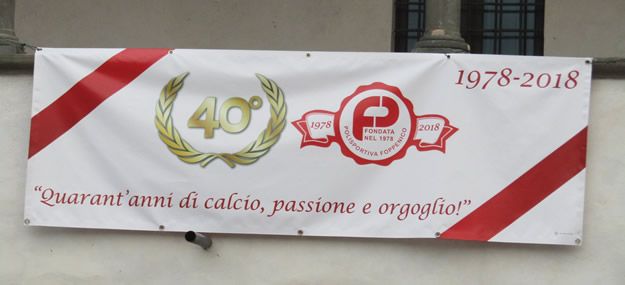 1978-2018
40°
1978
2018
FONDATA
NEL 1978
POLISPORTIVA FOPPENICO
"Quarant'anni di calcio, passione e orgoglio!"